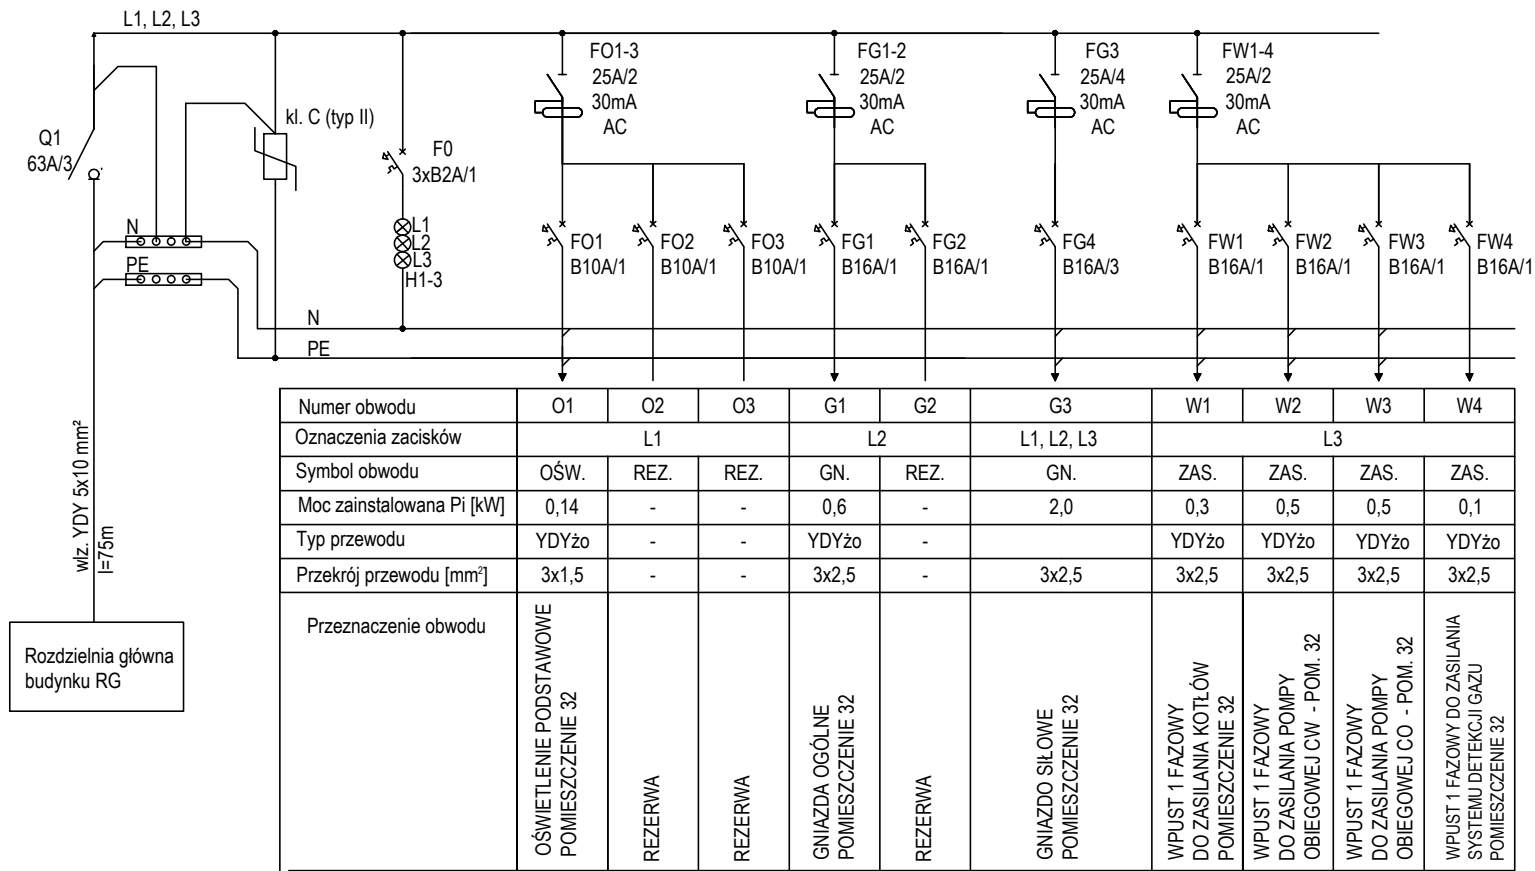 L1, L2, L3
Q1
63A/3
kl. C (typ II)
F0
3xB2A/1
L1
L2
L3
H1-3
FO1-3
25A/2
30mA
AC
FG1-2
25A/2
30mA
AC
FG3
25A/4
30mA
AC
FW1-4
25A/2
30mA
AC
FO1
B10A/1
FO2
B10A/1
FO3
B10A/1
FG1
B16A/1
FG2
B16A/1
FG4
B16A/3
FW1
B16A/1
FW2
B16A/1
FW3
B16A/1
FW4
B16A/1
N
PE
N
PE
wlz. YDY 5x10 mm²
l=75m
Rozdzielnia główna
budynku RG
Numer obwodu O1 O2 O3 G1 G2 G3 W1 W2 W3 W4
Oznaczenia zacisków L1 L2 L1, L2, L3 L3
Symbol obwodu OŚW. REZ. REZ. GN. REZ. GN. ZAS. ZAS. ZAS. ZAS.
Moc zainstalowana Pi [kW] 0,14 - - 0,6 - 2,0 0,3 0,5 0,5 0,1
Typ przewodu YDYżo - - YDYżo - YDYżo YDYżo YDYżo YDYżo
Przekrój przewodu [mm²] 3x1,5 - - 3x2,5 - 3x2,5 3x2,5 3x2,5 3x2,5 3x2,5
Przeznaczenie obwodu
OŚWIETLENIE PODSTAWOWE
POMIESZCZENIE 32
REZERWA
REZERWA
GNIAZDA OGÓLNE
POMIESZCZENIE 32
REZERWA
GNIAZDO SIŁOWE
POMIESZCZENIE 32
WPUST 1 FAZOWY
DO ZASILANIA KOTŁÓW
POMIESZCZENIE 32
WPUST 1 FAZOWY
DO ZASILANIA POMPY
OBIEGOWEJ CW - POM. 32
WPUST 1 FAZOWY
DO ZASILANIA POMPY
OBIEGOWEJ CO - POM. 32
WPUST 1 FAZOWY DO ZASILANIA
SYSTEMU DETEKCJI GAZU
POMIESZCZENIE 32